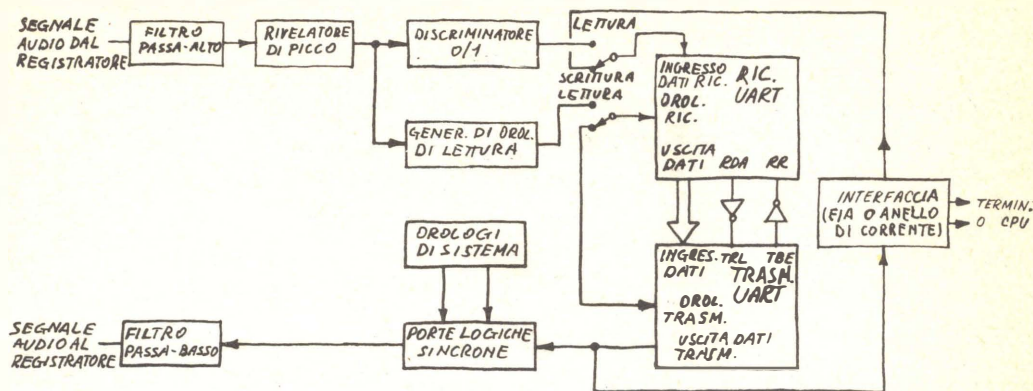 SEGNALE
AUDIO DAL
REGISTRATORE
FILTRO
PASSA-ALTO
RIVELATORE
DI PICCO
DISCRIMINATORE
0/1
LETTURA
SCRITTURA
LETTURA
GENER. DI OROL.
DI LETTURA
INGRESSO
DATI RIC.
RIC.
UART
OROL.
RIC.
USCITA
DATI
RDA
RR
INTERFACCIA
(EIA O ANELLO
DI CORRENTE)
TERMIN.
O CPU
OROLOGI
DI SISTEMA
INGRES.
DATI
TRL
TBE
TRASM.
UART
OROL.
TRASM.
USCITA DATI
TRASM.
SEGNALE
AUDIO AL
REGISTRATORE
FILTRO
PASSA-BASSO
PORTE LOGICHE
SINCRONE